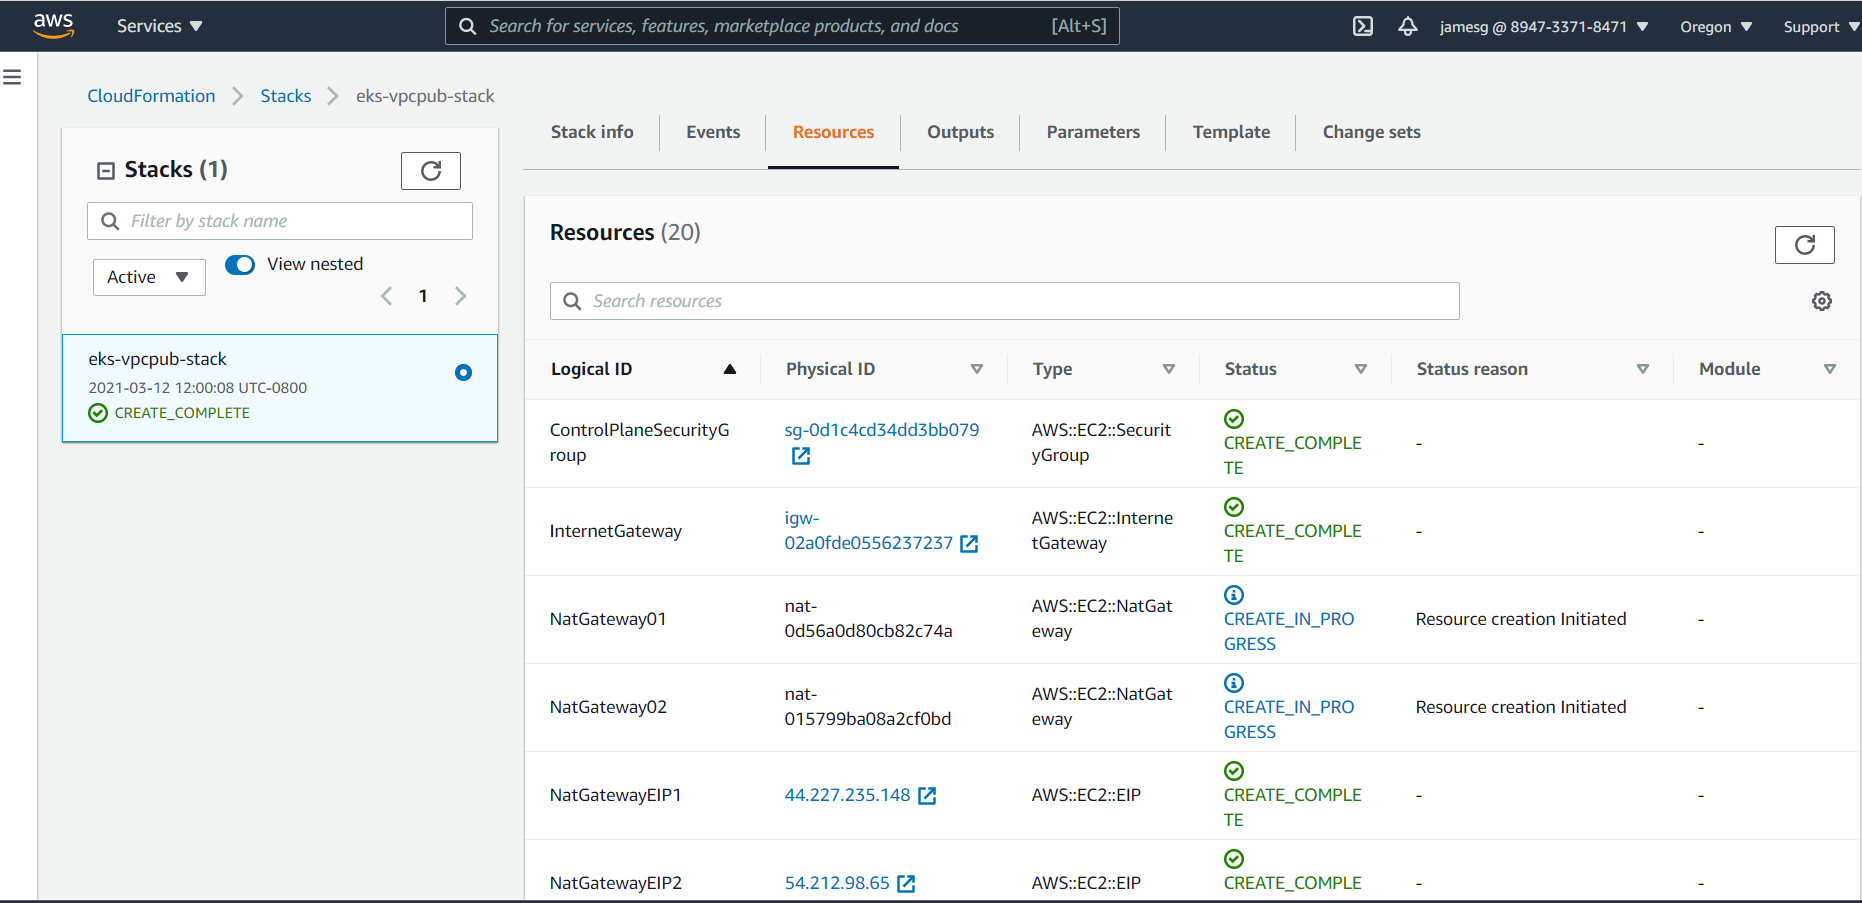 aws
Services
Search for services, features, marketplace products, and docs
[Alt+S]
jamesg @ 8947-3371-8471
Oregon
Support
CloudFormation
Stacks
eks-vpcpub-stack
Stacks (1)
Filter by stack name
Active
View nested
1
eks-vpcpub-stack
2021-03-12 12:00:08 UTC-0800
CREATE_COMPLETE
Stack info
Events
Resources
Outputs
Parameters
Template
Change sets
Resources (20)
Search resources
Logical ID
Physical ID
Type
Status
Status reason
Module
ControlPlaneSecurityG
roup
sg-0d1c4cd34dd3bb079
AWS::EC2::Securit
yGroup
CREATE_COMPLE
TE
-
-
InternetGateway
igw-
02a0fde0556237237
AWS::EC2::Interne
tGateway
CREATE_COMPLE
TE
-
-
NatGateway01
nat-
0d56a0d80cb82c74a
AWS::EC2::NatGat
eway
CREATE_IN_PRO
GRESS
Resource creation Initiated
-
NatGateway02
nat-
015799ba08a2cf0bd
AWS::EC2::NatGat
eway
CREATE_IN_PRO
GRESS
Resource creation Initiated
-
NatGatewayEIP1
44.227.235.148
AWS::EC2::EIP
CREATE_COMPLE
TE
-
-
NatGatewayEIP2
54.212.98.65
AWS::EC2::EIP
CREATE_COMPLE
-
-